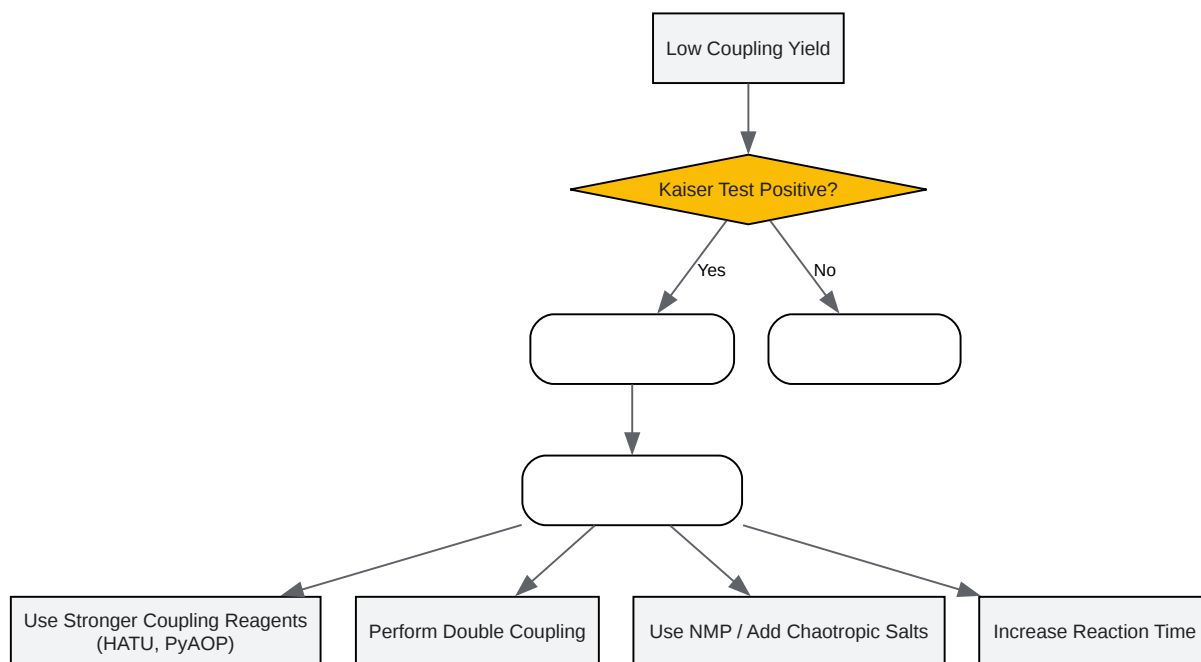 Low Coupling Yield
Kaiser Test Positive?
Yes
No
Use Stronger Coupling Reagents
(HATU, PyAOP)
Perform Double Coupling
Use NMP / Add Chaotropic Salts
Increase Reaction Time